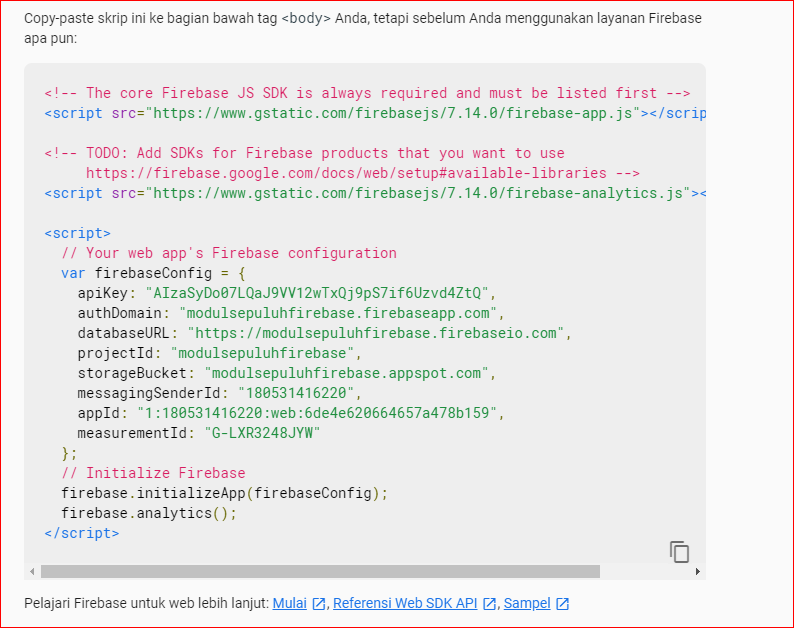 Copy-paste skrip ini ke bagian bawah tag <body> Anda, tetapi sebelum Anda menggunakan layanan Firebase
apa pun:
<!-- The core Firebase JS SDK is always required and must be listed first -->
<script src="https://www.gstatic.com/firebasejs/7.14.0/firebase-app.js"></scrip
<!-- TODO: Add SDKs for Firebase products that you want to use
https://firebase.google.com/docs/web/setup#available-libraries -->
<script src="https://www.gstatic.com/firebasejs/7.14.0/firebase-analytics.js"><
<script>
// Your web app's Firebase configuration
var firebaseConfig = {
apiKey: "AIzaSyDo07LQaJ9VV12wTxQj9pS7if6Uzvd4ZtQ",
authDomain: "modulsepuluhfirebase.firebaseapp.com",
databaseURL: "https://modulsepuluhfirebase.firebaseio.com",
projectId: "modulsepuluhfirebase",
storageBucket: "modulsepuluhfirebase.appspot.com",
messagingSenderId: "180531416220",
appId: "1:180531416220:web:6de4e620664657a478b159",
measurementId: "G-LXR3248JYW"
};
// Initialize Firebase
firebase.initializeApp(firebaseConfig);
firebase.analytics();
</script>
Pelajari Firebase untuk web lebih lanjut: Mulai, Referensi Web SDK API, Sampel